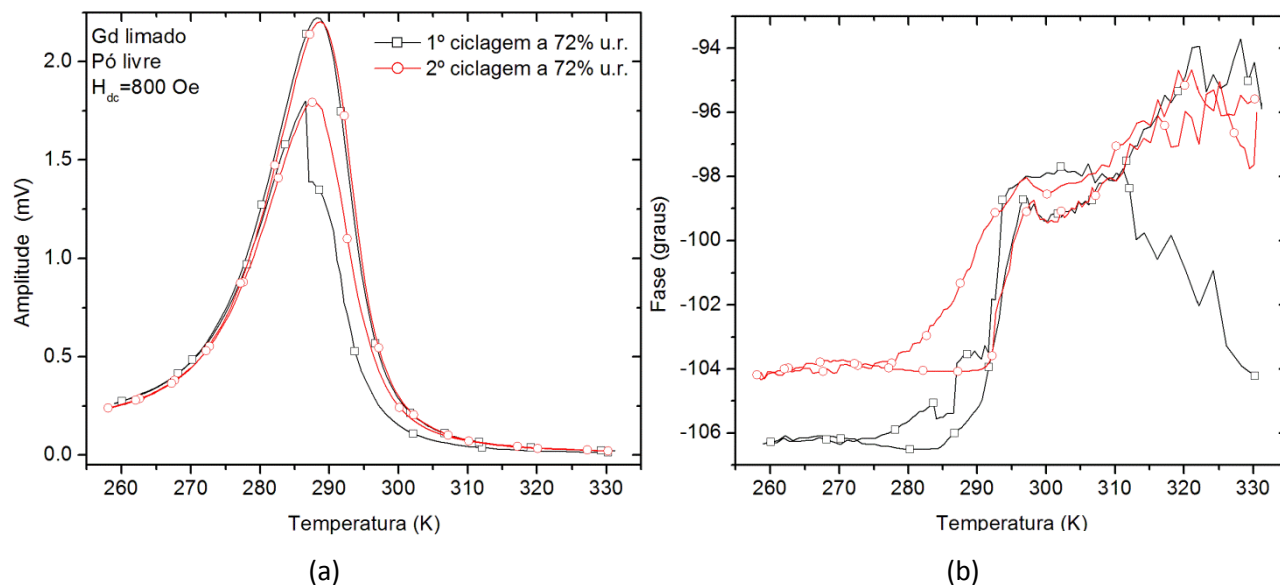 (a)
Gd limado
Pó livre
H_dc=800 Oe
1º ciclagem a 72% u.r.
2º ciclagem a 72% u.r.
Amplitude (mV)
2.0
1.5
1.0
0.5
0.0
260 270 280 290 300 310 320 330
Temperatura (K)
(a)
(b)
Fase (graus)
-94
-96
-98
-100
-102
-104
-106
260 270 280 290 300 310 320 330
Temperatura (K)
(b)